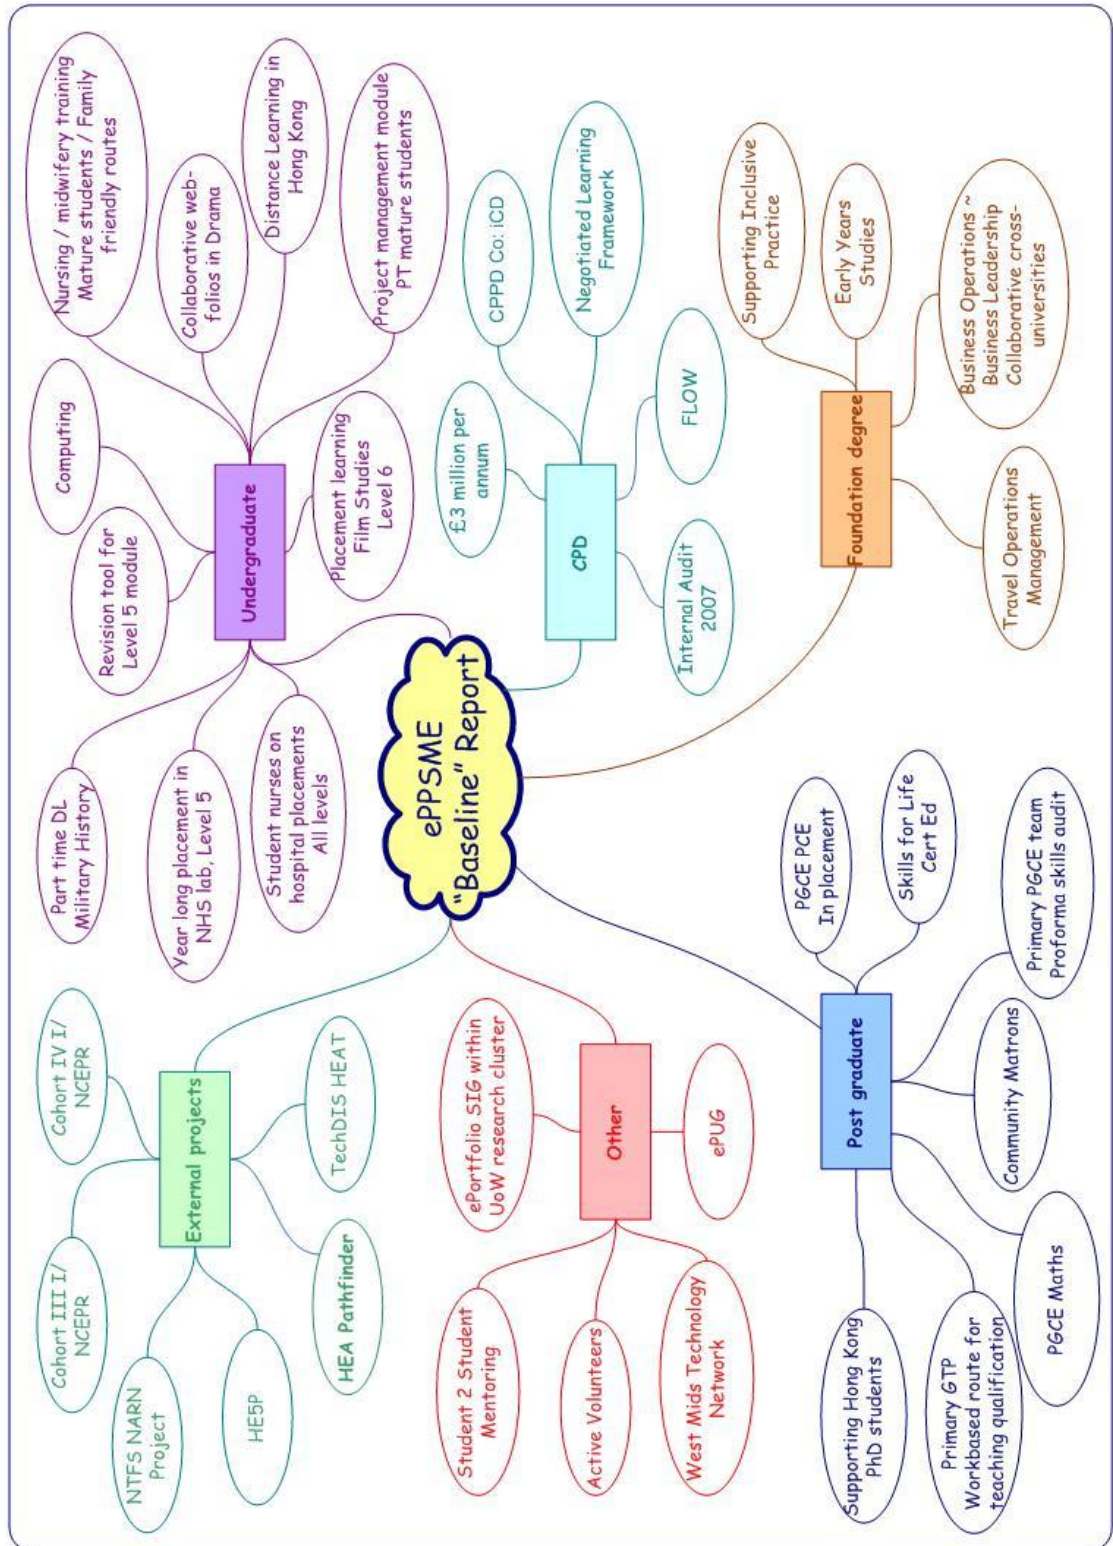 ePPSME
"Baseline" Report
External projects
Cohort III I/
NCEPR
Cohort IV I/
NCEPR
NTFS NARN
Project
HE5P
HEA Pathfinder
TechDIS HEAT
Undergraduate
Part time DL
Military History
Year long placement in
NHS lab, Level 5
Student nurses on
hospital placements
All levels
Revision tool for
Level 5 module
Computing
Nursing / midwifery training
Mature students / Family
friendly routes
Collaborative web-
folios in Drama
Distance Learning in
Hong Kong
Project management module
PT mature students
Placement learning
Film Studies
Level 6
Other
ePortfolio SIG within
UoW research cluster
Student 2 Student
Mentoring
Active Volunteers
West Mids Technology
Network
ePUG
CPD
£3 million per
annum
CPPD Co: iCD
Negotiated Learning
Framework
FLOW
Internal Audit
2007
Post graduate
Supporting Hong Kong
PhD students
Primary GTP
Workbased route for
teaching qualification
PGCE Maths
Community Matrons
Primary PGCE team
Proforma skills audit
Skills for Life
Cert Ed
PGCE PCE
In placement
Foundation degree
Supporting Inclusive
Practice
Early Years
Studies
Business Operations ~
Business Leadership
Collaborative cross-
universities
Travel Operations
Management